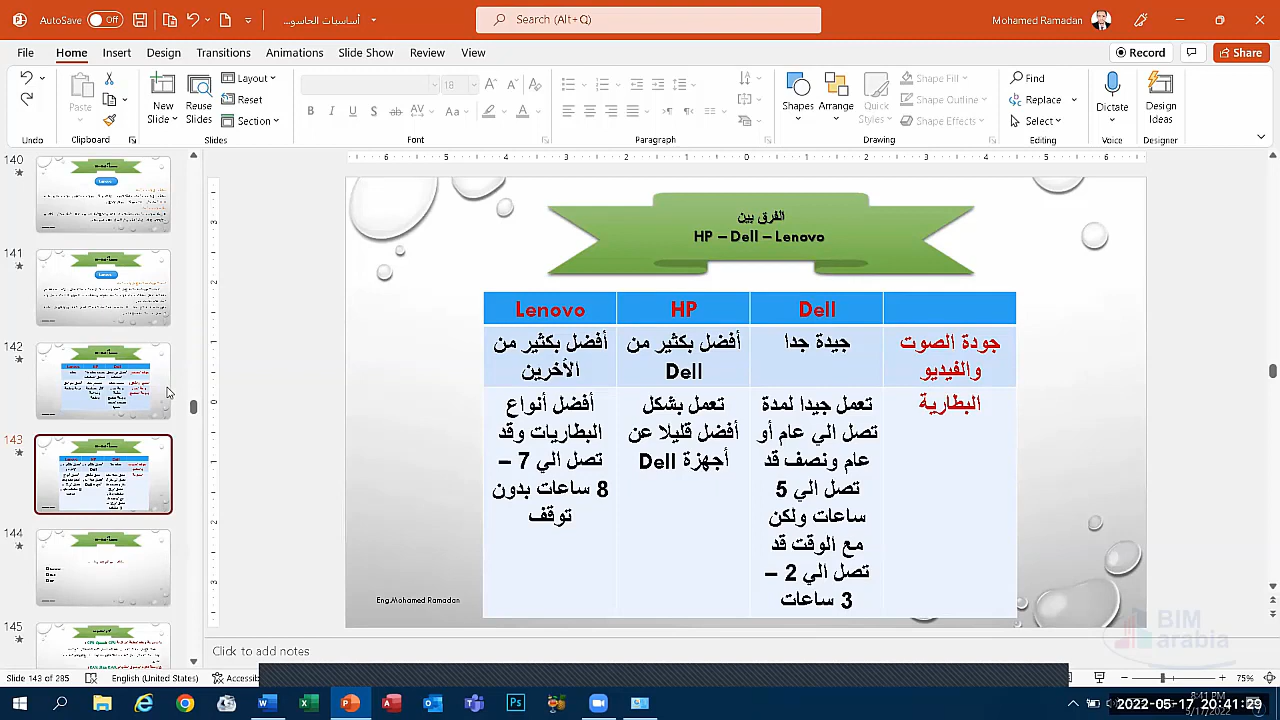 AutoSave Off
أساسيات الحاسو...
Search (Alt+Q)
Mohamed Ramadan
File Home Insert Design Transitions Animations Slide Show Review View
Record
Share
Paste
New Slide
Reuse Slides
Layout
Reset
Section
18
Shapes
Arrange
Quick Styles
Shape Fill
Shape Outline
Shape Effects
Find
Replace
Select
Dictate
Design Ideas
Clipboard
Slides
Font
Paragraph
Drawing
Editing
Voice
Designer
140
141
142
143
144
145
الفرق بين
HP – Dell – Lenovo
Dell
HP
Lenovo
جودة الصوت
والفيديو
جيدة جدا
أفضل بكثير من
Dell
أفضل بكثير من
الآخرين
البطارية
تعمل جيدا لمدة
تصل الي عام أو
عام ونصف قد
تصل الي 5
ساعات ولكن
مع الوقت قد
تصل الي 2 –
3 ساعات
تعمل بشكل
أفضل قليلا عن
أجهزة Dell
أفضل أنواع
البطاريات وقد
تصل الي 7 –
8 ساعات بدون
توقف
Eng.Mohamed Ramadan
BIM
arabia
Click to add notes
Slide 143 of 285
English (United States)
Accessib
75%
2022-05-17 20:41:29